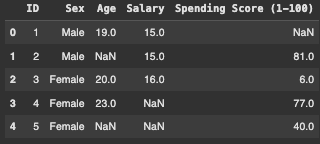 ID Sex Age Salary Spending Score (1-100)
0 1 Male 19.0 15.0 NaN
1 2 Male NaN 15.0 81.0
2 3 Female 20.0 16.0 6.0
3 4 Female 23.0 NaN 77.0
4 5 Female NaN NaN 40.0